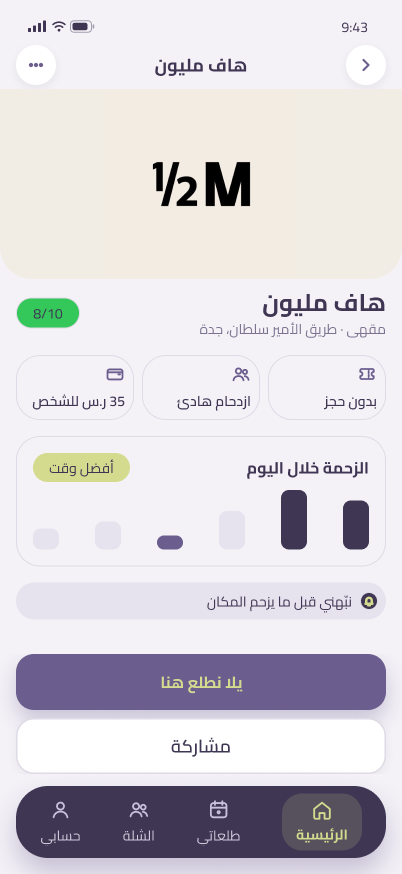 9:43
هاف مليون
½M
هاف مليون
8/10
مقهى · طريق الأمير سلطان، جدة
بدون حجز
ازدحام هادئ
35 ر.س للشخص
الزحمة خلال اليوم
أفضل وقت
نبّهني قبل ما يزحم المكان
يلا نطلع هنا
مشاركة
الرئيسية
طلعاتي
الشلة
حسابي